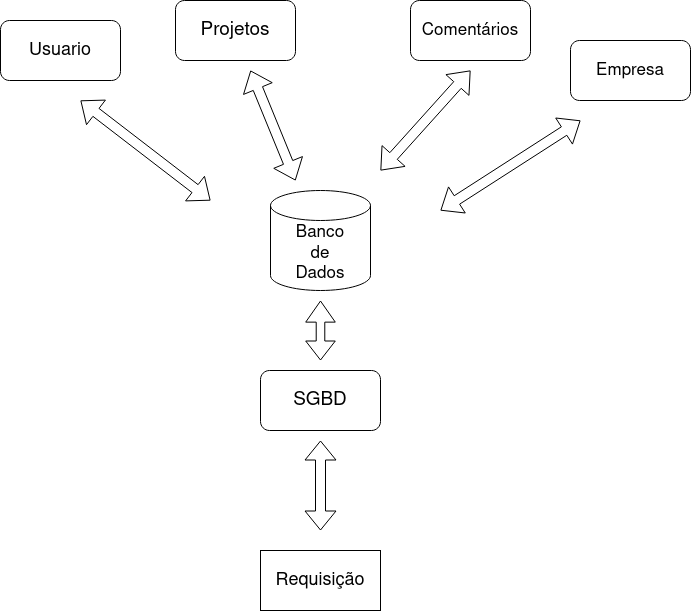 Usuario
Projetos
Comentários
Empresa
Banco
de
Dados
SGBD
Requisição